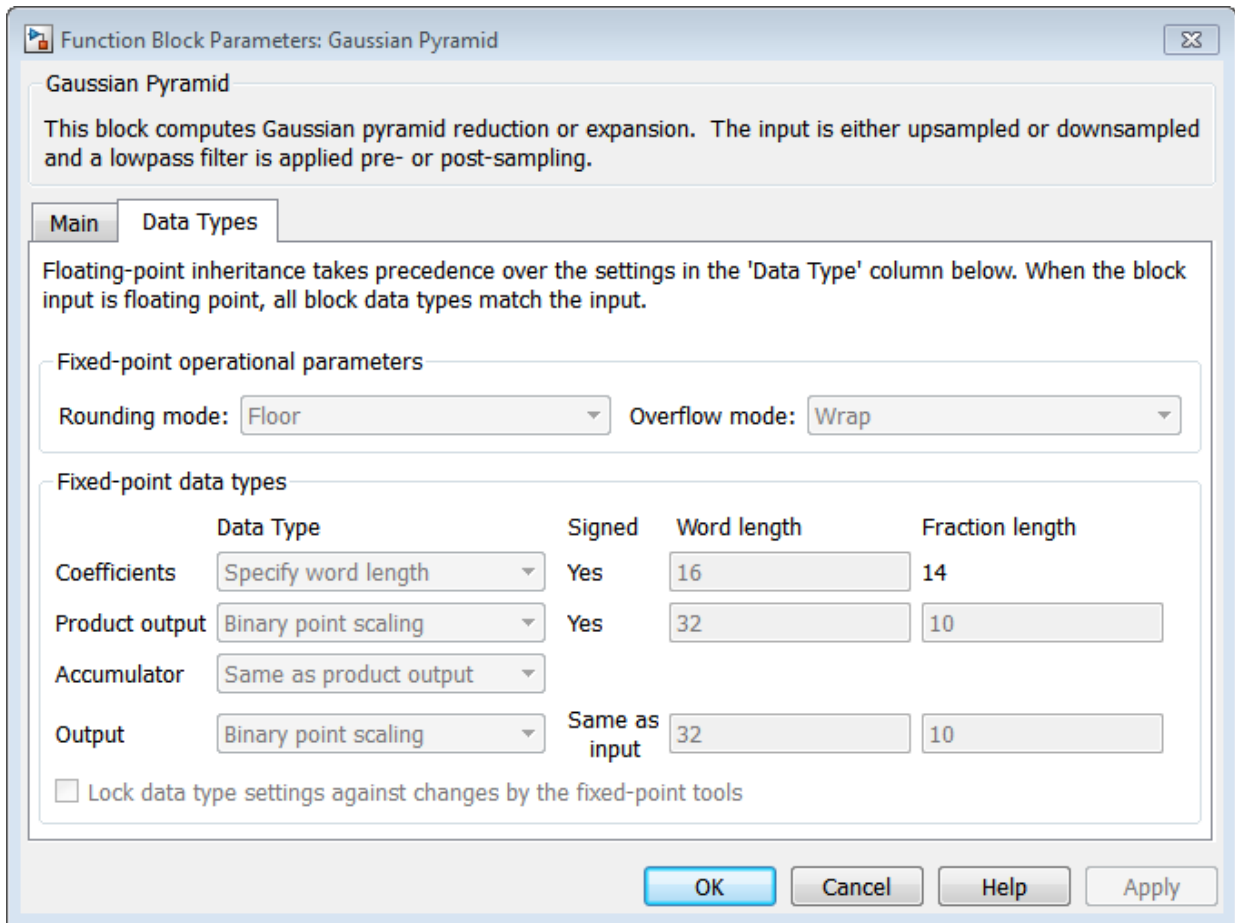 Function Block Parameters: Gaussian Pyramid
Gaussian Pyramid
This block computes Gaussian pyramid reduction or expansion.  The input is either upsampled or downsampled
and a lowpass filter is applied pre- or post-sampling.
Main Data Types
Floating-point inheritance takes precedence over the settings in the 'Data Type' column below. When the block
input is floating point, all block data types match the input.
Fixed-point operational parameters
Rounding mode: Floor Overflow mode: Wrap
Fixed-point data types
Data Type Signed Word length Fraction length
Coefficients Specify word length Yes 16 14
Product output Binary point scaling Yes 32 10
Accumulator Same as product output
Output Binary point scaling Same as input 32 10
Lock data type settings against changes by the fixed-point tools
OK Cancel Help Apply